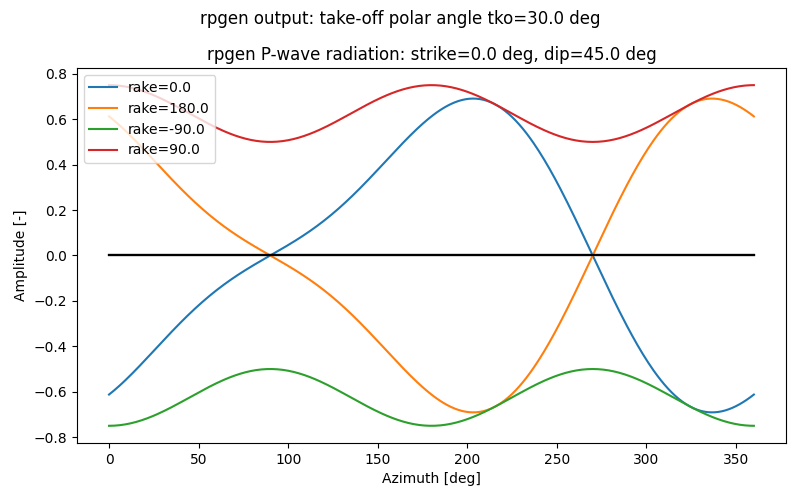 rpgen output: take-off polar angle tko=30.0 deg
rpgen P-wave radiation: strike=0.0 deg, dip=45.0 deg
0.8
0.6
0.4
0.2
0.0
−0.2
−0.4
−0.6
−0.8
Amplitude [-]
rake=0.0
rake=180.0
rake=-90.0
rake=90.0
0 50 100 150 200 250 300 350
Azimuth [deg]